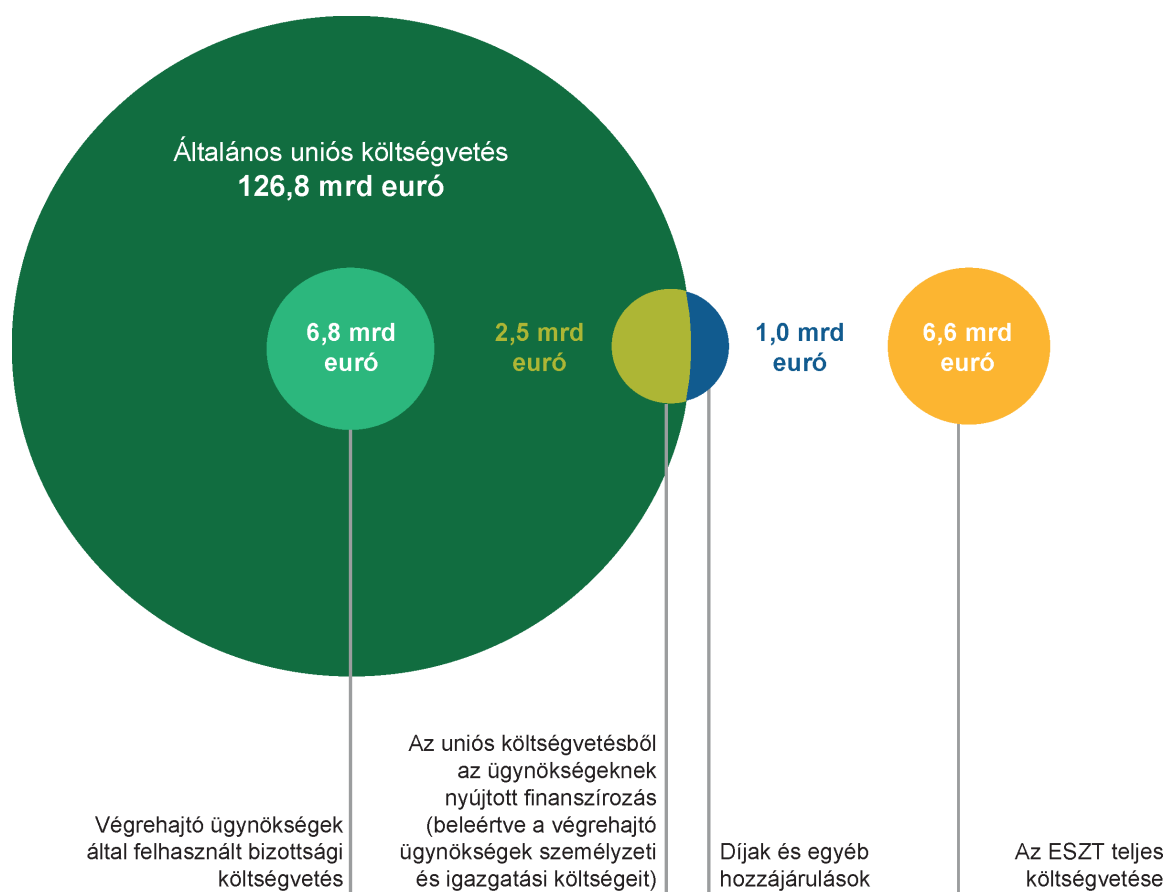 Általános uniós költségvetés
126,8 mrd euró
6,8 mrd
euró
2,5 mrd
euró
1,0 mrd
euró
6,6 mrd
euró
Végrehajtó ügynökségek
által felhasznált bizottsági
költségvetés
Az uniós költségvetésből
az ügynökségeknek
nyújtott finanszírozás
(beleértve a végrehajtó
ügynökségek személyzeti
és igazgatási költségeit)
Díjak és egyéb
hozzájárulások
Az ESZT teljes
költségvetése